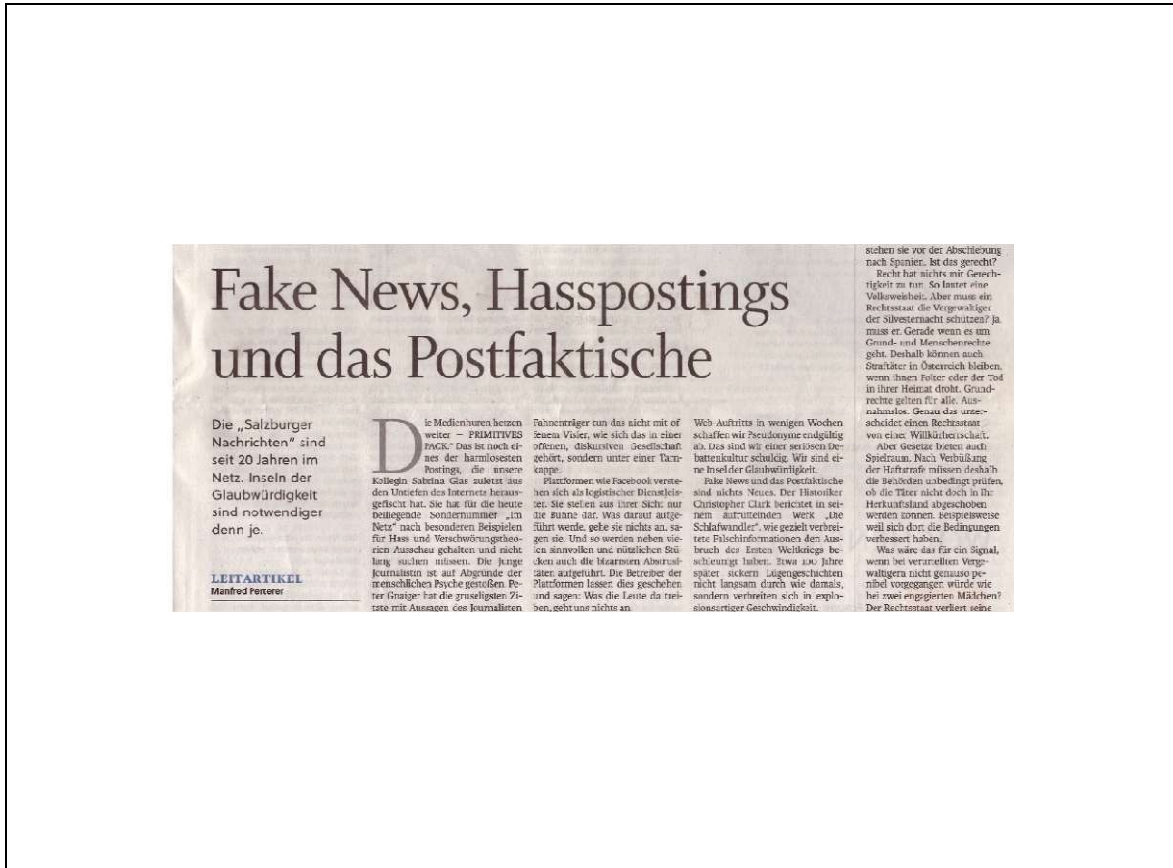 Fake News, Hasspostings
und das Postfaktische
Die „Salzburger
Nachrichten“ sind
seit 20 Jahren im
Netz. Inseln der
Glaubwürdigkeit
sind notwendiger
denn je.
LEITARTIKEL
Manfred Perterer
Die Medienhuren hetzen
weiter – PRIMITIVES
PACK.“ Das ist noch ei-
nes der harmlosesten
Postings, die unsere
Kollegin Sabrina Glas zuletzt aus
den Untiefen des Internets heraus-
gefischt hat. Sie hat für die heute
beiliegende Sondernummer „Im
Netz“ nach besonderen Beispielen
für Hass und Verschwörungstheo-
rien Ausschau gehalten und nicht
lang suchen müssen. Die junge
Journalistin ist auf Abgründe der
menschlichen Psyche gestoßen. Pe-
ter Gnaiger hat die gruseligsten Zi-
tate mit Aussagen des Journalisten
Fahnenträger tun das nicht mit of
fenem Visier, wie sich das in einer
offenen, diskursiven Gesellschaft
gehört, sondern unter einer Tarn-
kappe.
Plattformen wie Facebook verste-
hen sich als logistischer Dienstleis-
ter. Sie stellen aus ihrer Sicht nur
die Bühne dar. Was darauf aufge-
führt werde, gehe sie nichts an, sa-
gen sie. Und so werden neben vie-
len sinnvollen und nützlichen Stü-
cken auch die bizarrsten Abstrusi-
täten aufgeführt. Die Betreiber der
Plattformen lassen dies geschehen
und sagen: Was die Leute da trei-
ben, geht uns nichts an.
Web-Auftritts in wenigen Wochen
schaffen wir Pseudonyme endgültig
ab. Das sind wir einer seriösen De-
battenkultur schuldig. Wir sind ei-
ne Insel der Glaubwürdigkeit.
Fake News und das Postfaktische
sind nichts Neues. Der Historiker
Christopher Clark berichtet in sei-
nem aufrüttelnden Werk „Die
Schlafwandler“, wie gezielt verbrei-
tete Falschinformationen den Aus-
bruch des Ersten Weltkriegs be-
schleunigt haben. Etwa 100 Jahre
später sickern Lügengeschichten
nicht langsam durch wie damals,
sondern verbreiten sich in explo-
sionsartiger Geschwindigkeit.
stehen sie vor der Abschiebung
nach Spanien. Ist das gerecht?
Recht hat nichts mit Gerech-
tigkeit zu tun. So lautet eine
Volksweisheit. Aber muss ein
Rechtsstaat die Vergewaltiger
der Silvesternacht schützen? Ja,
muss er. Gerade wenn es um
Grund- und Menschenrechte
geht. Deshalb können auch
Straftäter in Österreich bleiben,
wenn ihnen Folter oder der Tod
in ihrer Heimat droht. Grund-
rechte gelten für alle. Aus-
nahmslos. Genau das unter-
scheidet einen Rechtsstaat
von einer Willkürherrschaft.
Aber Gesetze bieten auch
Spielraum. Nach Verbüßung
der Haftstrafe müssen deshalb
die Behörden unbedingt prüfen,
ob die Täter nicht doch in ihr
Herkunftsland abgeschoben
werden können. Beispielsweise
weil sich dort die Bedingungen
verbessert haben.
Was wäre das für ein Signal,
wenn bei verurteilten Verge-
waltigern nicht genauso pe-
nibel vorgegangen würde wie
bei zwei engagierten Mädchen?
Der Rechtsstaat verliert seine